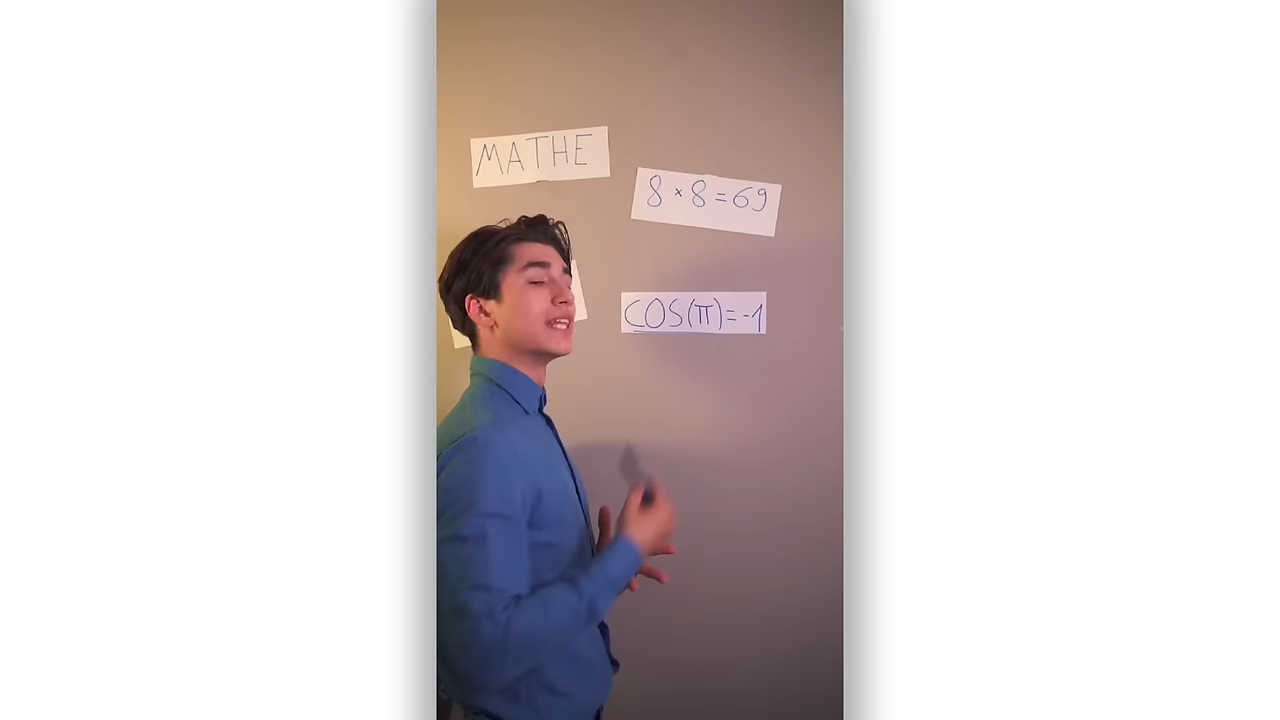 MATHE
8 × 8 = 69
COS(π) = -1